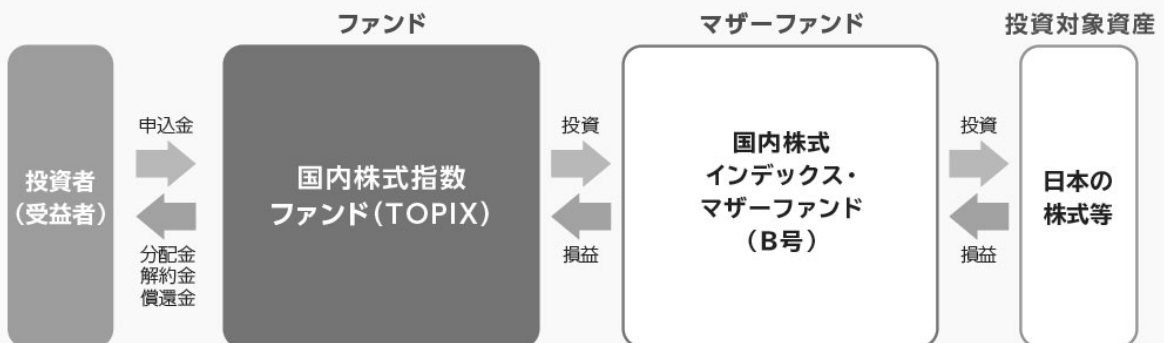 ファンド
マザーファンド
投資対象資産
投資者
(受益者)
申込金
分配金
解約金
償還金
国内株式指数
ファンド(TOPIX)
投資
損益
国内株式
インデックス・
マザーファンド
(B号)
投資
損益
日本の
株式等